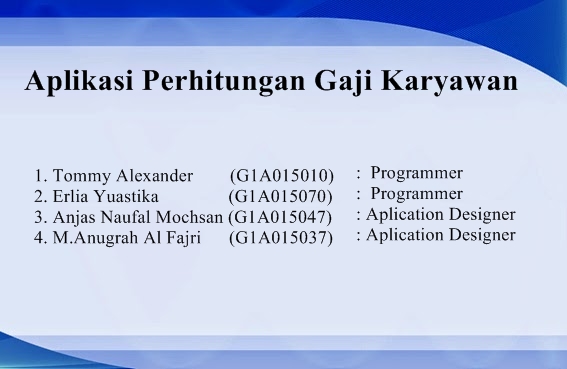 Aplikasi Perhitungan Gaji Karyawan
1. Tommy Alexander (G1A015010) : Programmer
2. Erlia Yuastika (G1A015070) : Programmer
3. Anjas Naufal Mochsan (G1A015047) : Aplication Designer
4. M.Anugrah Al Fajri (G1A015037) : Aplication Designer